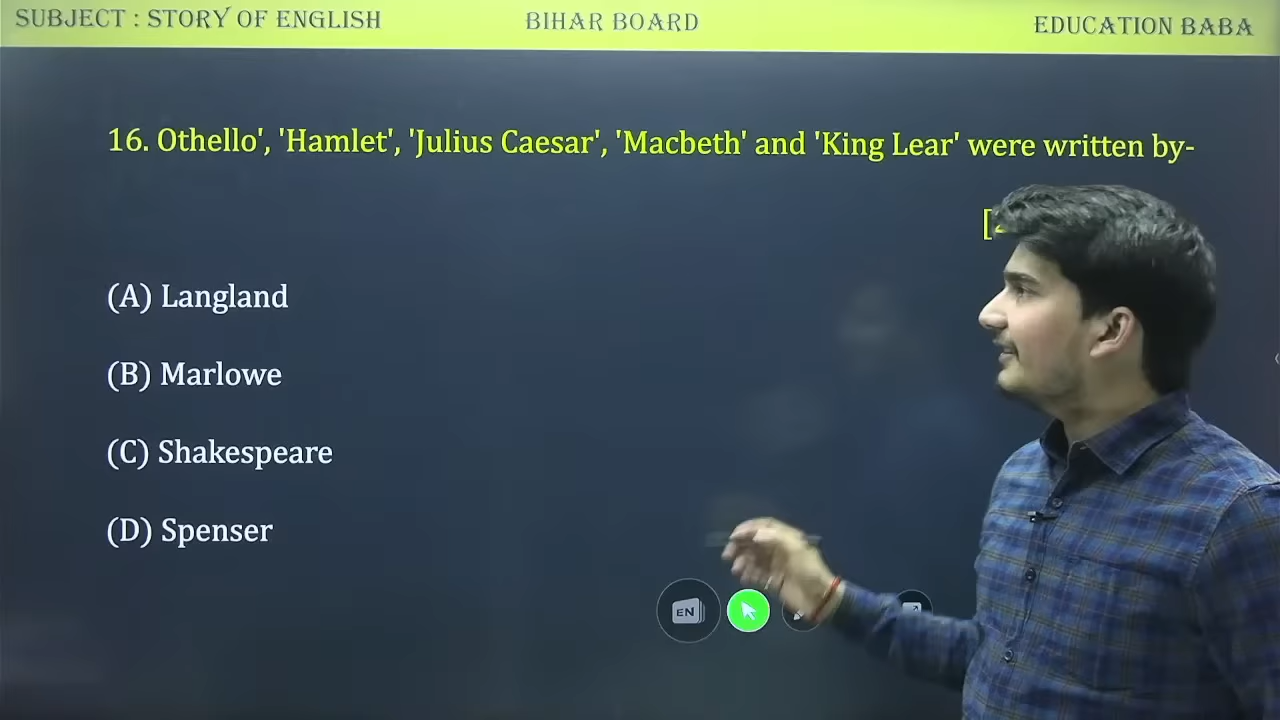 SUBJECT : STORY OF ENGLISH BIHAR BOARD EDUCATION BABA
16. Othello', 'Hamlet', 'Julius Caesar', 'Macbeth' and 'King Lear' were written by-
(A) Langland
(B) Marlowe
(C) Shakespeare
(D) Spenser
EN